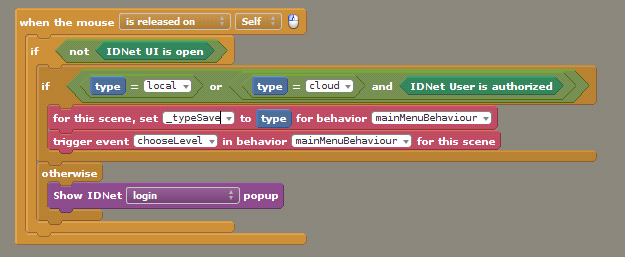 when the mouse is released on Self
if not IDNet UI is open
if type = local or type = cloud and IDNet User is authorized
for this scene, set _typeSave to type for behavior mainMenuBehaviour
trigger event chooseLevel in behavior mainMenuBehaviour for this scene
otherwise
Show IDNet login popup